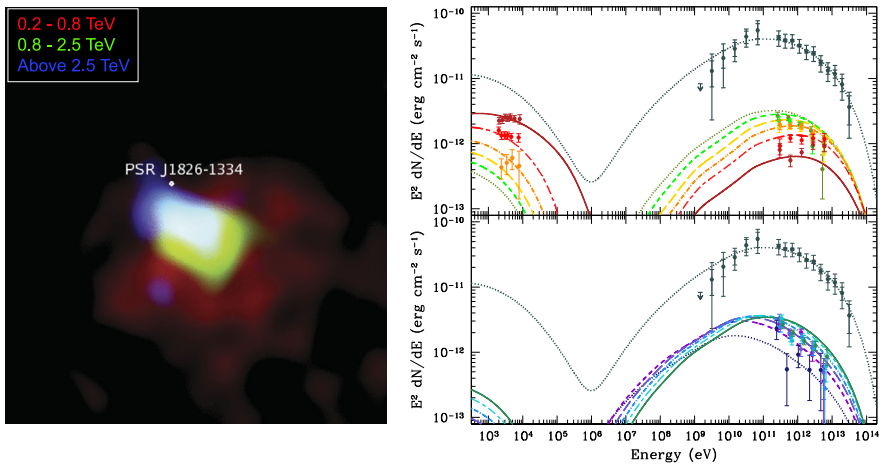 0.2 - 0.8 TeV
0.8 - 2.5 TeV
Above 2.5 TeV
PSR J1826-1334
E² dN/dE (erg cm⁻² s⁻¹)
10⁻¹⁰
10⁻¹¹
10⁻¹²
10⁻¹³
E² dN/dE (erg cm⁻² s⁻¹)
10⁻¹⁰
10⁻¹¹
10⁻¹²
10⁻¹³
10³ 10⁴ 10⁵ 10⁶ 10⁷ 10⁸ 10⁹ 10¹⁰ 10¹¹ 10¹² 10¹³ 10¹⁴
Energy (eV)